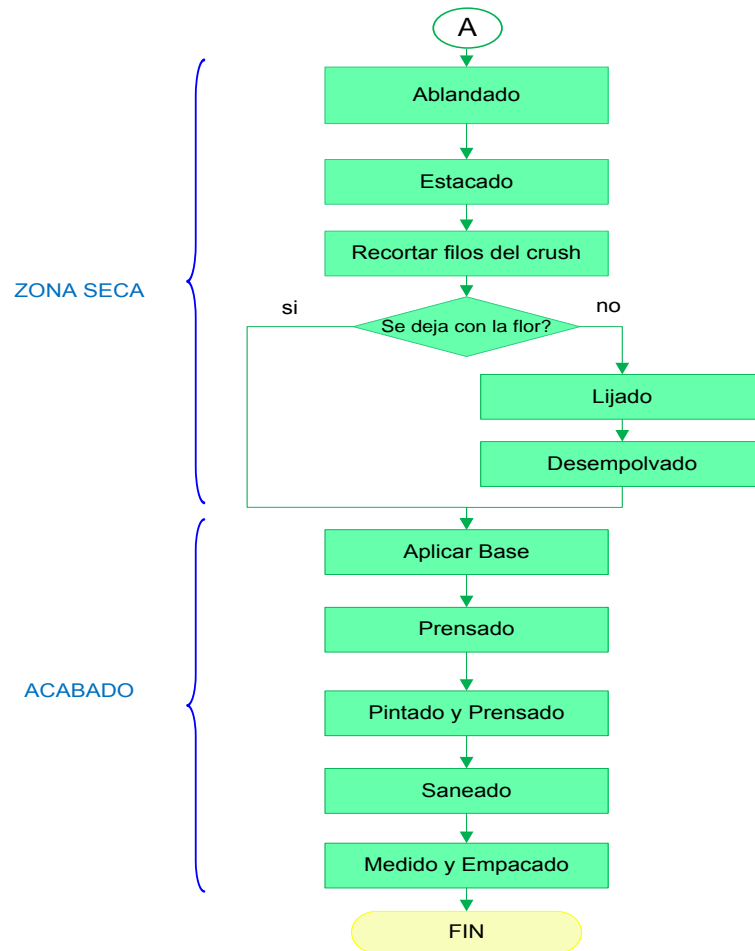 A
Ablandado
Estacado
Recortar filos del crush
ZONA SECA
si
no
Se deja con la flor?
Lijado
Desempolvado
Aplicar Base
Prensado
ACABADO
Pintado y Prensado
Saneado
Medido y Empacado
FIN